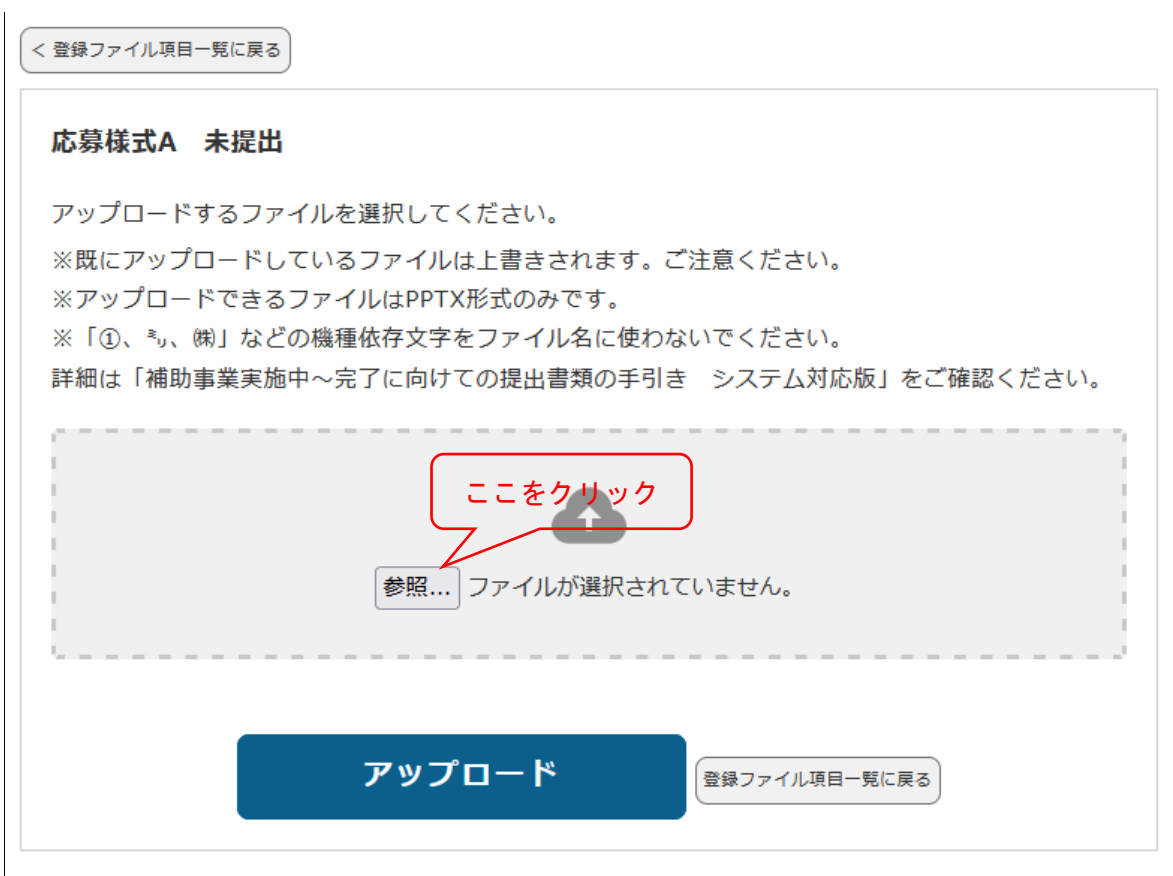 < 登録ファイル項目一覧に戻る
応募様式A　未提出
アップロードするファイルを選択してください。
※既にアップロードしているファイルは上書きされます。ご注意ください。
※アップロードできるファイルはPPTX形式のみです。
※「①、㍉、㈱」などの機種依存文字をファイル名に使わないでください。
詳細は「補助事業実施中～完了に向けての提出書類の手引き　システム対応版」をご確認ください。
ここをクリック
参照... ファイルが選択されていません。
アップロード 登録ファイル項目一覧に戻る